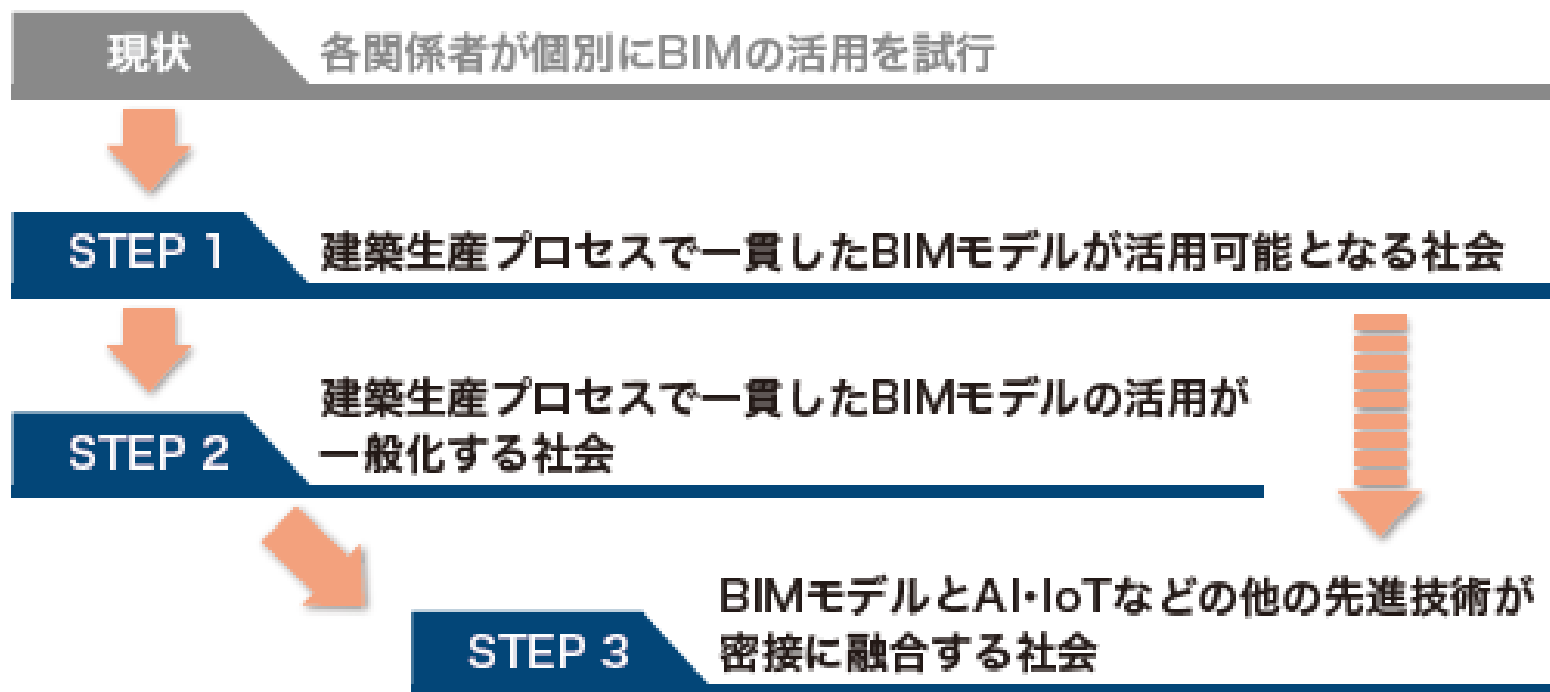 現状
各関係者が個別にBIMの活用を試行
STEP 1
建築生産プロセスで一貫したBIMモデルが活用可能となる社会
STEP 2
建築生産プロセスで一貫したBIMモデルの活用が
一般化する社会
STEP 3
BIMモデルとAI・IoTなどの他の先進技術が
密接に融合する社会